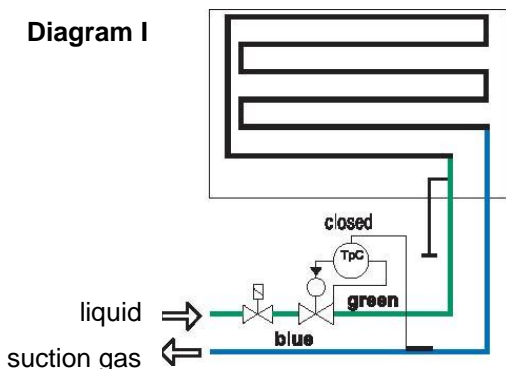 Diagram I
closed
TpC
green
liquid
blue
suction gas